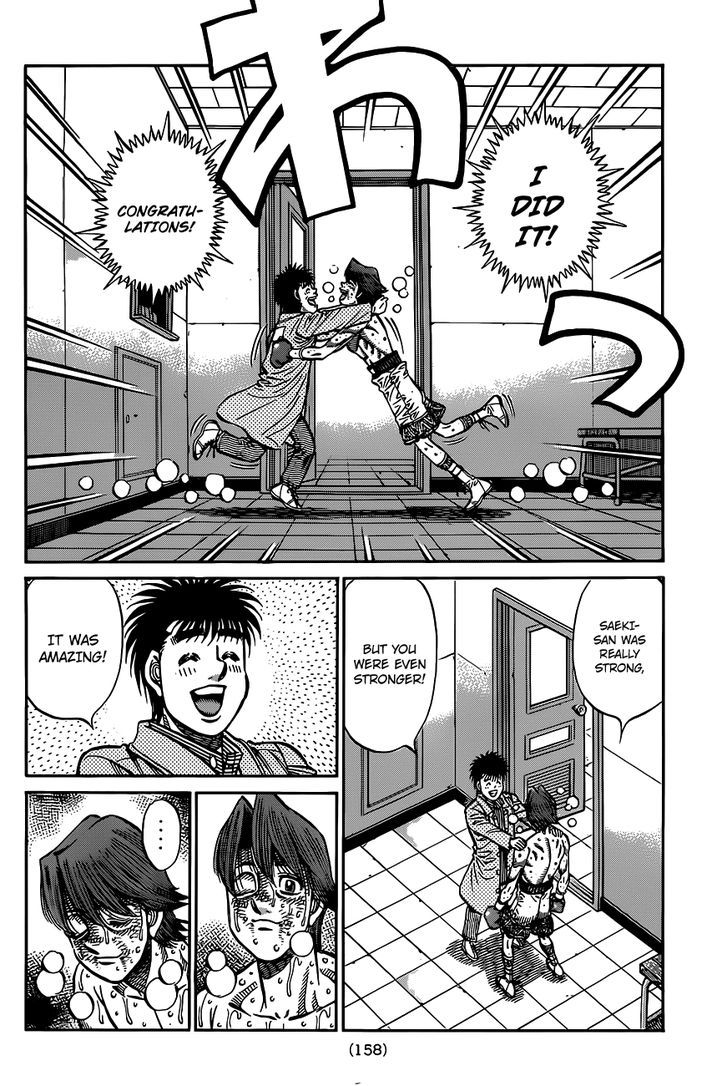 わっ
I
DID
IT!
CONGRATU-
LATIONS!
SAEKI-
SAN WAS
REALLY
STRONG,
BUT YOU
WERE EVEN
STRONGER!
IT WAS
AMAZING!
...
(158)